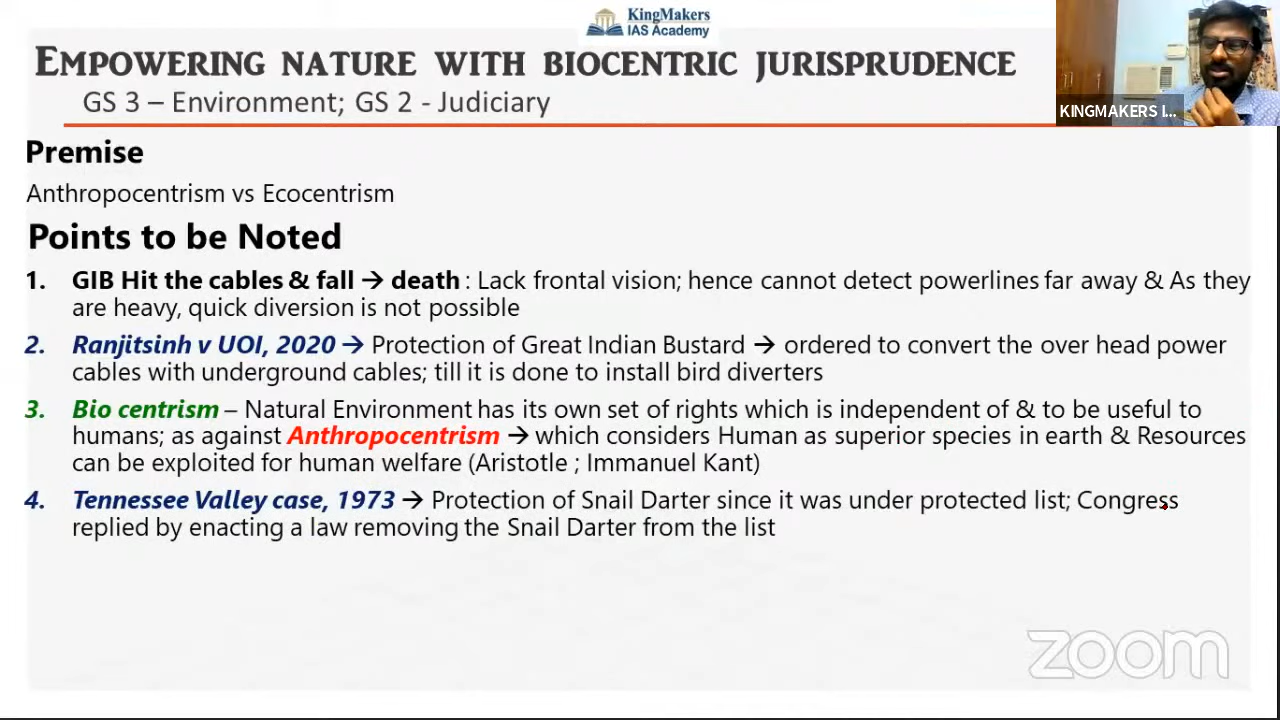 KingMakers
IAS Academy
EMPOWERING NATURE WITH BIOCENTRIC JURISPRUDENCE
GS 3 – Environment; GS 2 - Judiciary
KINGMAKERS I...
Premise
Anthropocentrism vs Ecocentrism
Points to be Noted
1. GIB Hit the cables & fall → death : Lack frontal vision; hence cannot detect powerlines far away & As they
are heavy, quick diversion is not possible
2. Ranjitsinh v UOI, 2020 → Protection of Great Indian Bustard → ordered to convert the over head power
cables with underground cables; till it is done to install bird diverters
3. Bio centrism – Natural Environment has its own set of rights which is independent of & to be useful to
humans; as against Anthropocentrism → which considers Human as superior species in earth & Resources
can be exploited for human welfare (Aristotle ; Immanuel Kant)
4. Tennessee Valley case, 1973 → Protection of Snail Darter since it was under protected list; Congress
replied by enacting a law removing the Snail Darter from the list
zoom